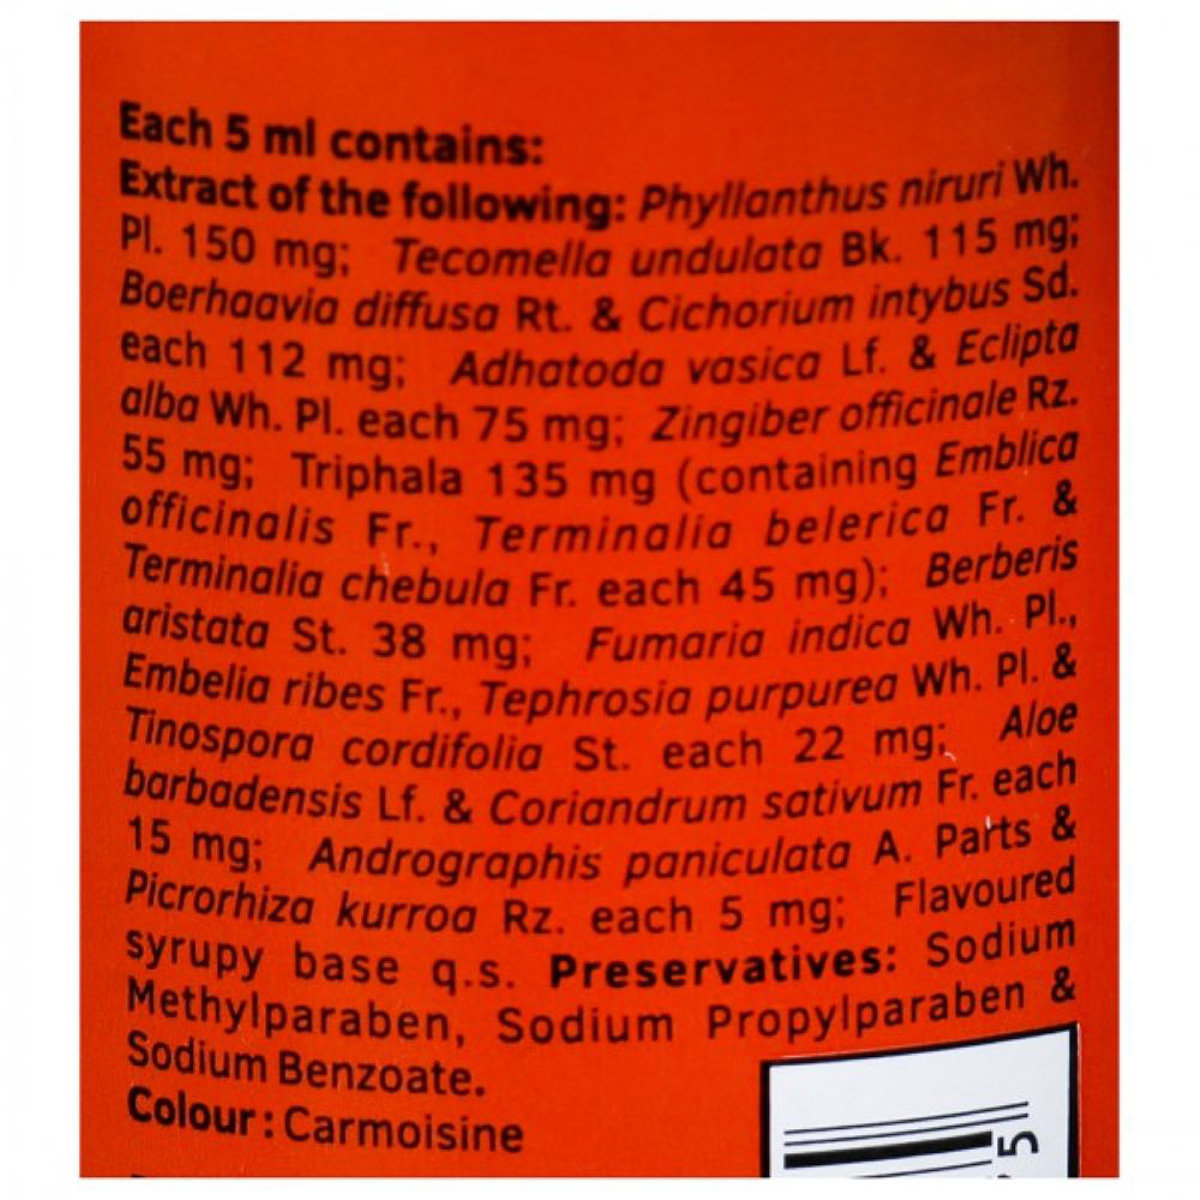 Each 5 ml contains:
Extract of the following: Phyllanthus niruri Wh.
Pl. 150 mg; Tecomella undulata Bk. 115 mg;
Boerhaavia diffusa Rt. & Cichorium intybus Sd.
each 112 mg; Adhatoda vasica Lf. & Eclipta
alba Wh. Pl. each 75 mg; Zingiber officinale Rz.
55 mg; Triphala 135 mg (containing Emblica
officinalis Fr., Terminalia belerica Fr. &
Terminalia chebula Fr. each 45 mg); Berberis
aristata St. 38 mg; Fumaria indica Wh. Pl.,
Embelia ribes Fr., Tephrosia purpurea Wh. Pl. &
Tinospora cordifolia St. each 22 mg; Aloe
barbadensis Lf. & Coriandrum sativum Fr. each
15 mg; Andrographis paniculata A. Parts &
Picrorhiza kurroa Rz. each 5 mg; Flavoured
syrupy base q.s. Preservatives: Sodium
Methylparaben, Sodium Propylparaben &
Sodium Benzoate.
Colour : Carmoisine